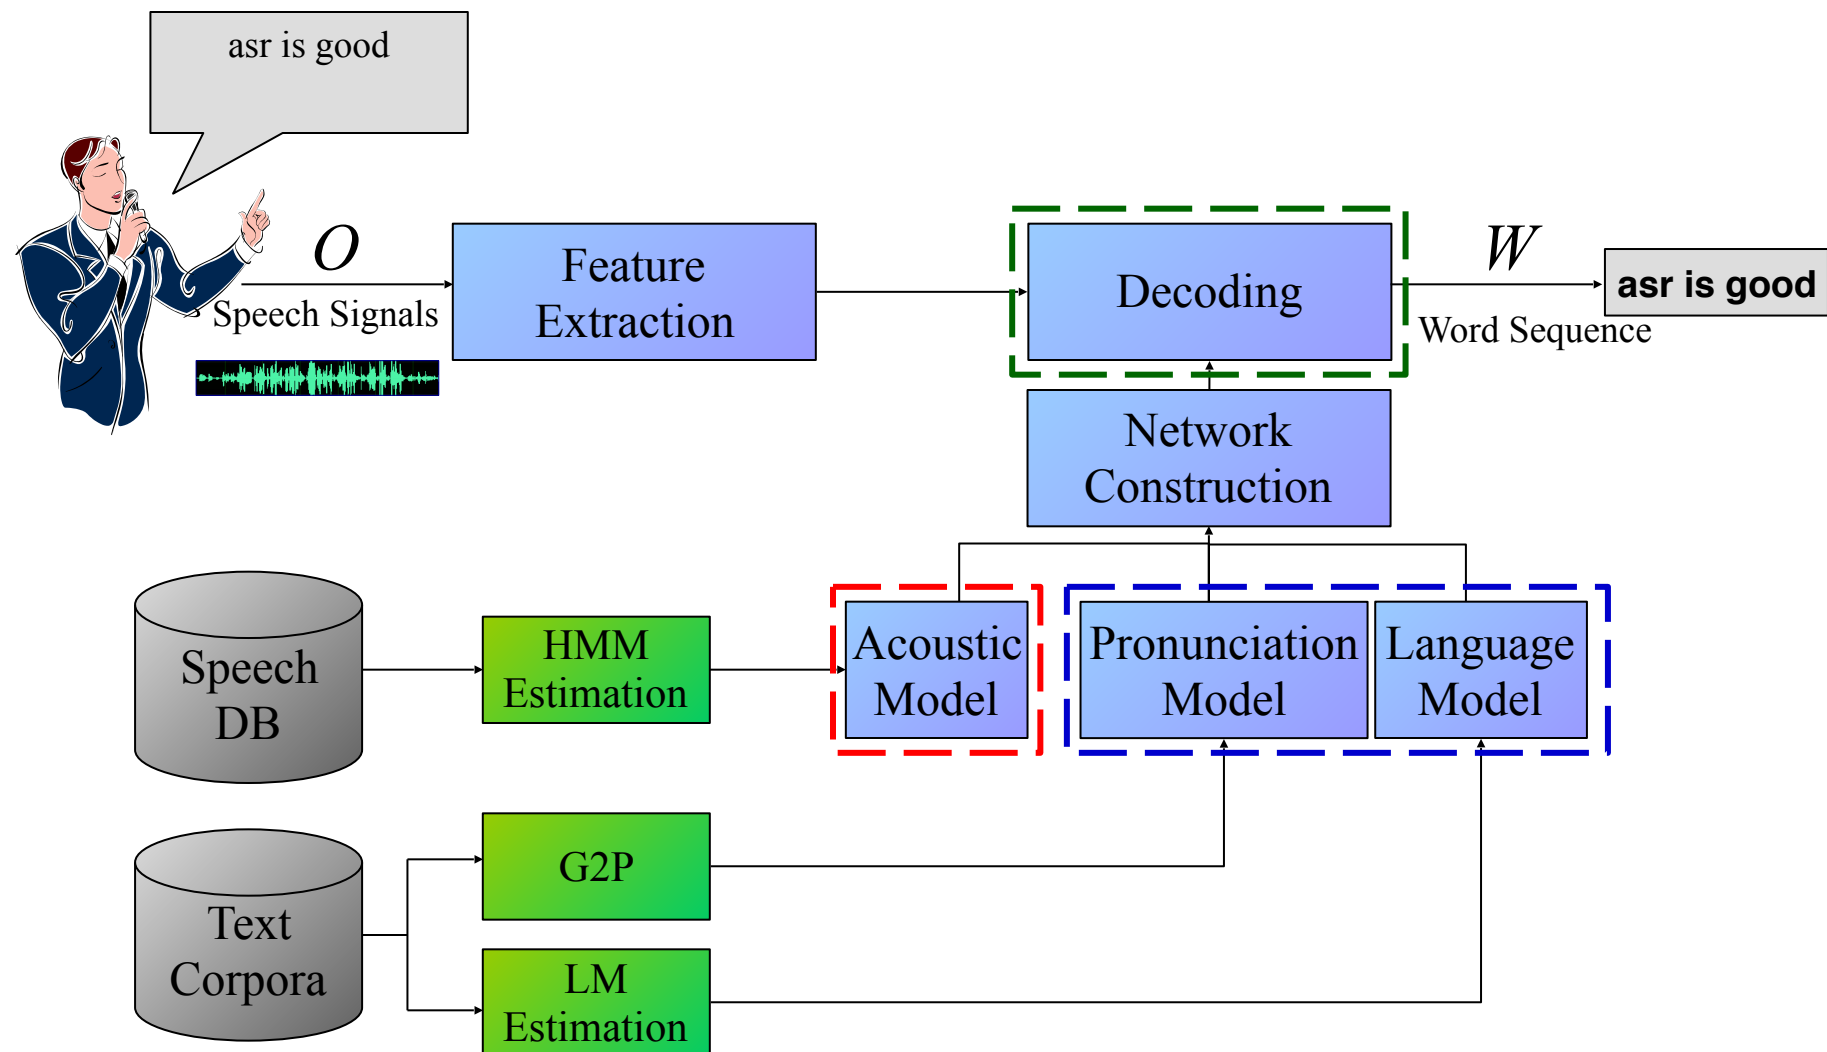 asr is good
O
Speech Signals
Feature
Extraction
Decoding
W
Word Sequence
asr is good
Network
Construction
Speech
DB
HMM
Estimation
Acoustic
Model
Pronunciation
Model
Language
Model
Text
Corpora
G2P
LM
Estimation